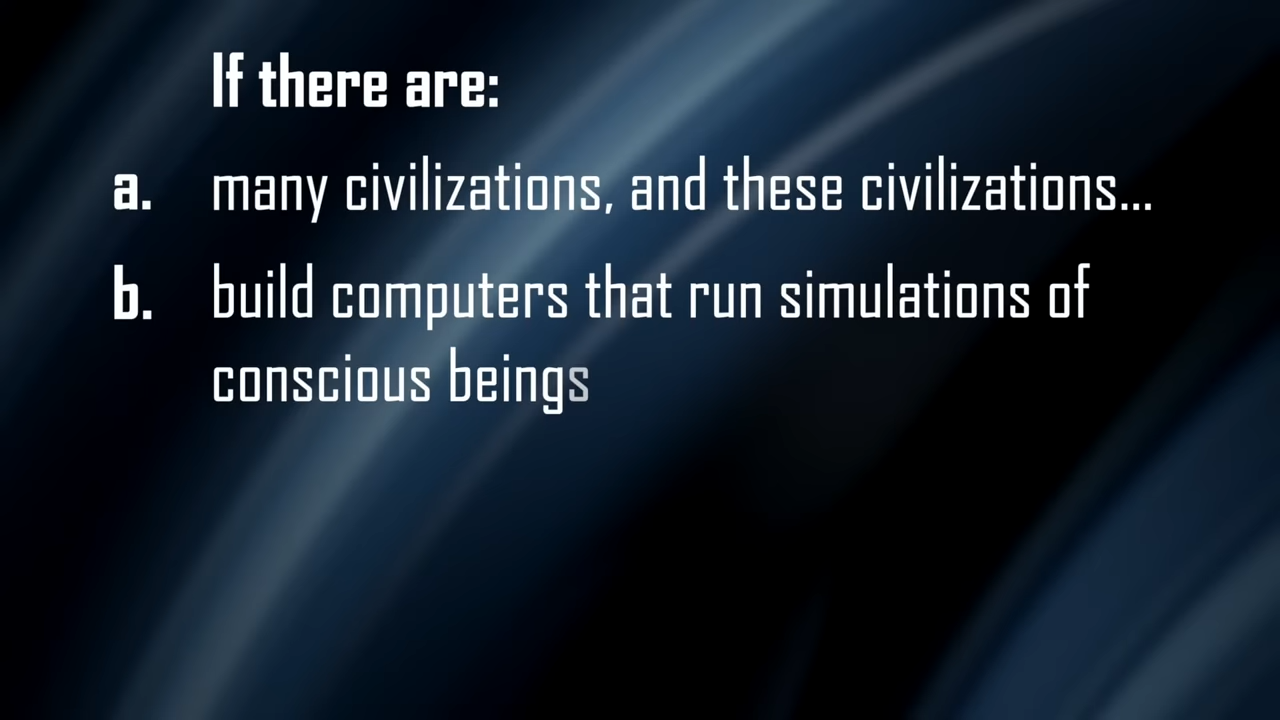 If there are:
a. many civilizations, and these civilizations...
b. build computers that run simulations of
conscious beings